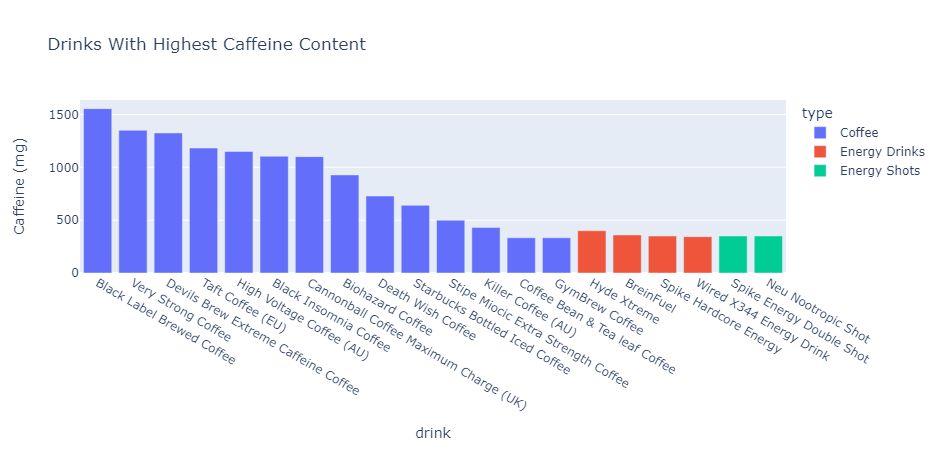 Drinks With Highest Caffeine Content
type
Coffee
Energy Drinks
Energy Shots
Caffeine (mg)
1500
1000
500
0
Black Label Brewed Coffee
Very Strong Coffee
Devils Brew Extreme Caffeine Coffee
Taft Coffee (EU)
High Voltage Coffee (AU)
Black Insomnia Coffee
Cannonball Coffee Maximum Charge (UK)
Biohazard Coffee
Death Wish Coffee
Starbucks Bottled Iced Coffee
Stipe Miocic Extra Strength Coffee
Killer Coffee (AU)
Coffee Bean & Tea leaf Coffee
GymBrew Coffee
Hyde Xtreme
BreinFuel
Spike Hardcore Energy
Wired X344 Energy Drink
Spike Energy Double Shot
Neu Nootropic Shot
drink